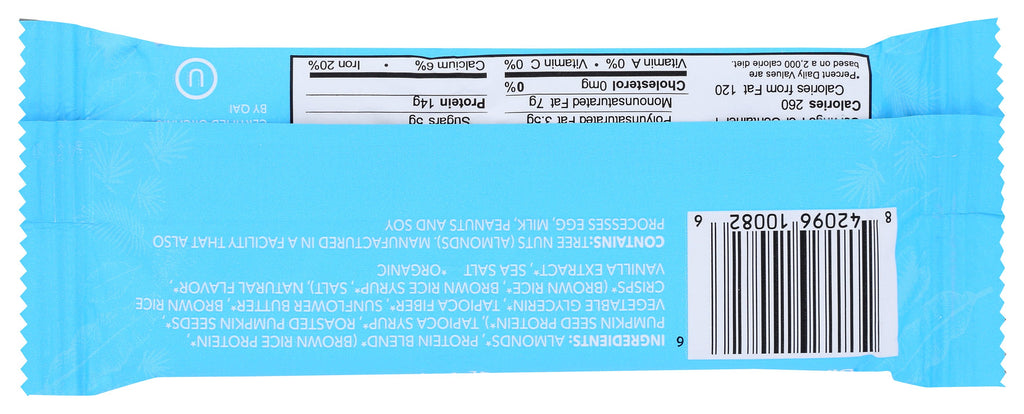 INGREDIENTS: ALMONDS*, PROTEIN BLEND* (BROWN RICE PROTEIN*,
PUMPKIN SEED PROTEIN*), TAPIOCA SYRUP*, ROASTED PUMPKIN SEEDS*,
VEGETABLE GLYCERIN*, TAPIOCA FIBER*, SUNFLOWER BUTTER*, BROWN RICE
CRISPS* (BROWN RICE*, BROWN RICE SYRUP*, SALT), NATURAL FLAVOR*,
VANILLA EXTRACT*, SEA SALT *ORGANIC
CONTAINS: TREE NUTS (ALMONDS). MANUFACTURED IN A FACILITY THAT ALSO
PROCESSES EGG, MILK, PEANUTS AND SOY
6
8 42096 10082 6
Calories 260
Calories from Fat 120
*Percent Daily Values are
based on a 2,000 calorie diet.
Polyunsaturated Fat 3.5g
Monounsaturated Fat 7g
Cholesterol 0mg 0%
Vitamin A 0% • Vitamin C 0%
Sugars 5g
Protein 14g
Calcium 6% • Iron 20%
BY QAI
U